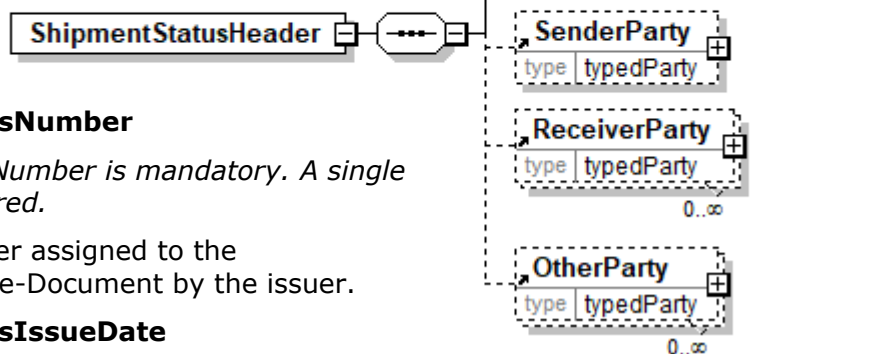 ShipmentStatusHeader
SenderParty
type typedParty
ReceiverParty
type typedParty
0..∞
OtherParty
type typedParty
0..∞
sNumber
Number is mandatory. A single
red.
er assigned to the
e-Document by the issuer.
sIssueDate